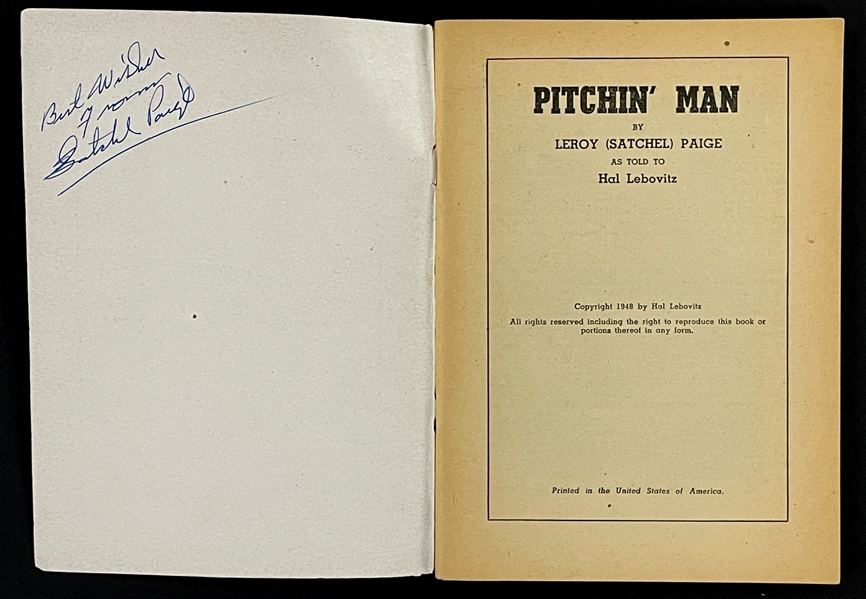 Best Wishes
From
Satchel Paige
PITCHIN' MAN
BY
LEROY (SATCHEL) PAIGE
AS TOLD TO
Hal Lebovitz
Copyright 1948 by Hal Lebovitz
All rights reserved including the right to reproduce this book or
portions thereof in any form.
Printed in the United States of America.